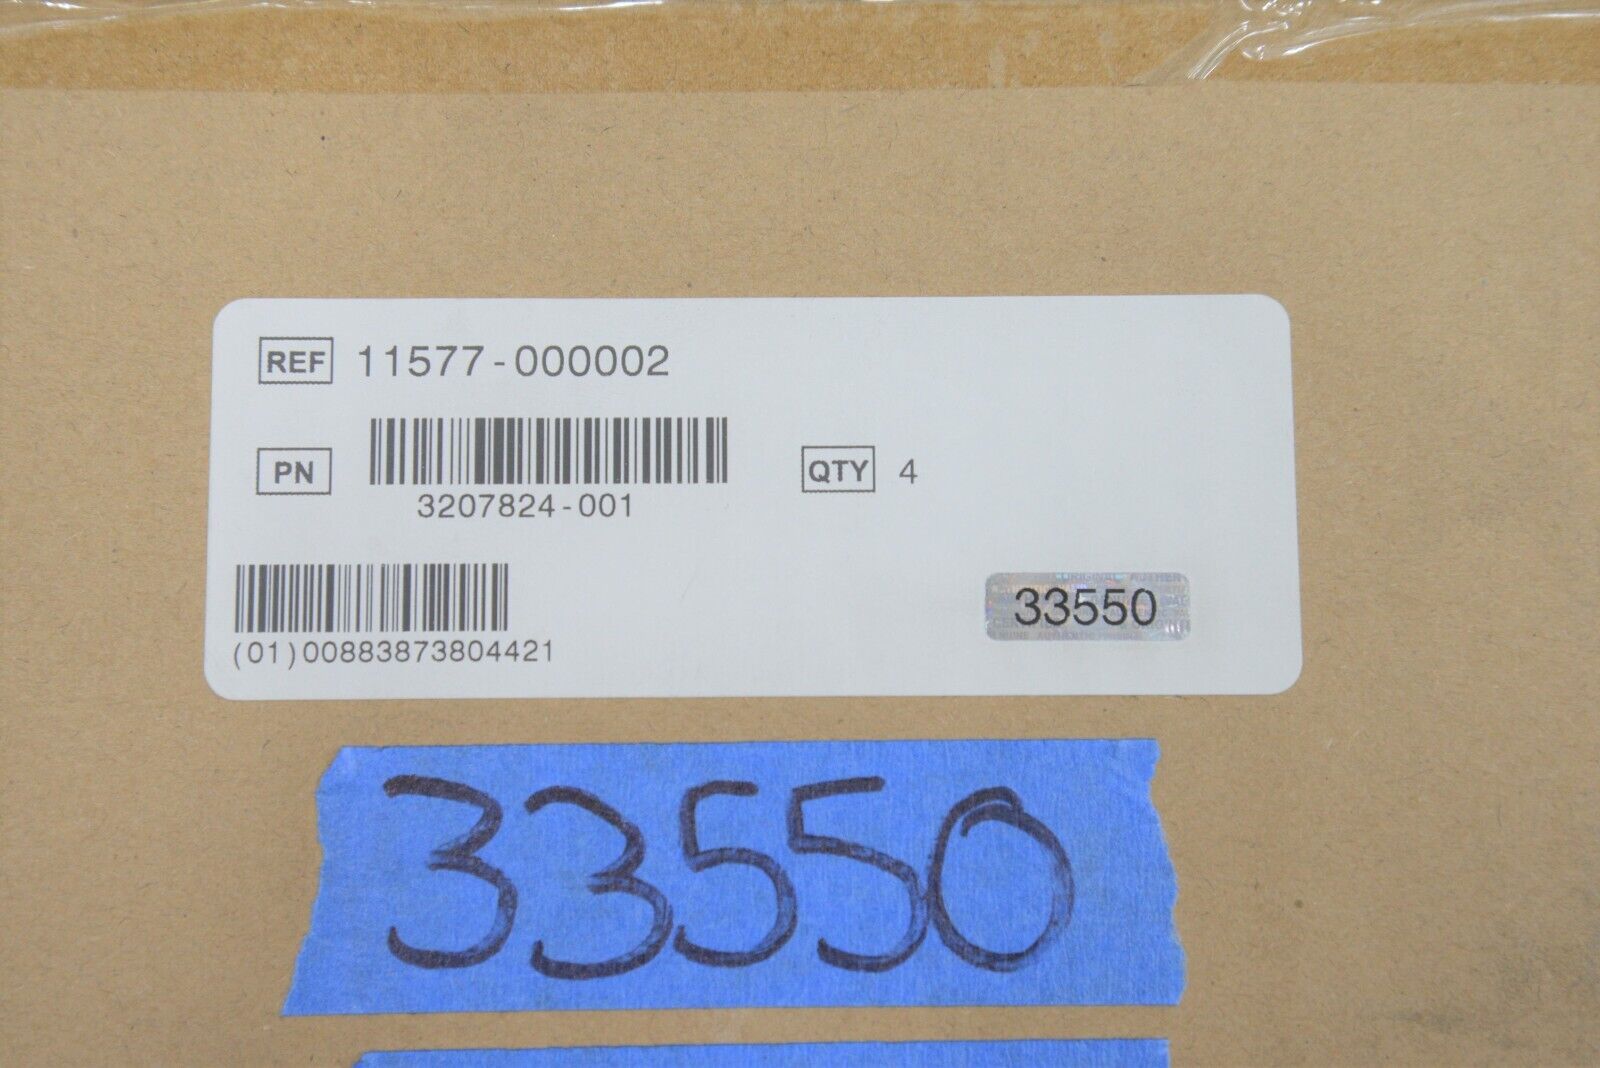 REF 11577-000002
PN 3207824-001
QTY 4
(01)00883873804421
33550
33550